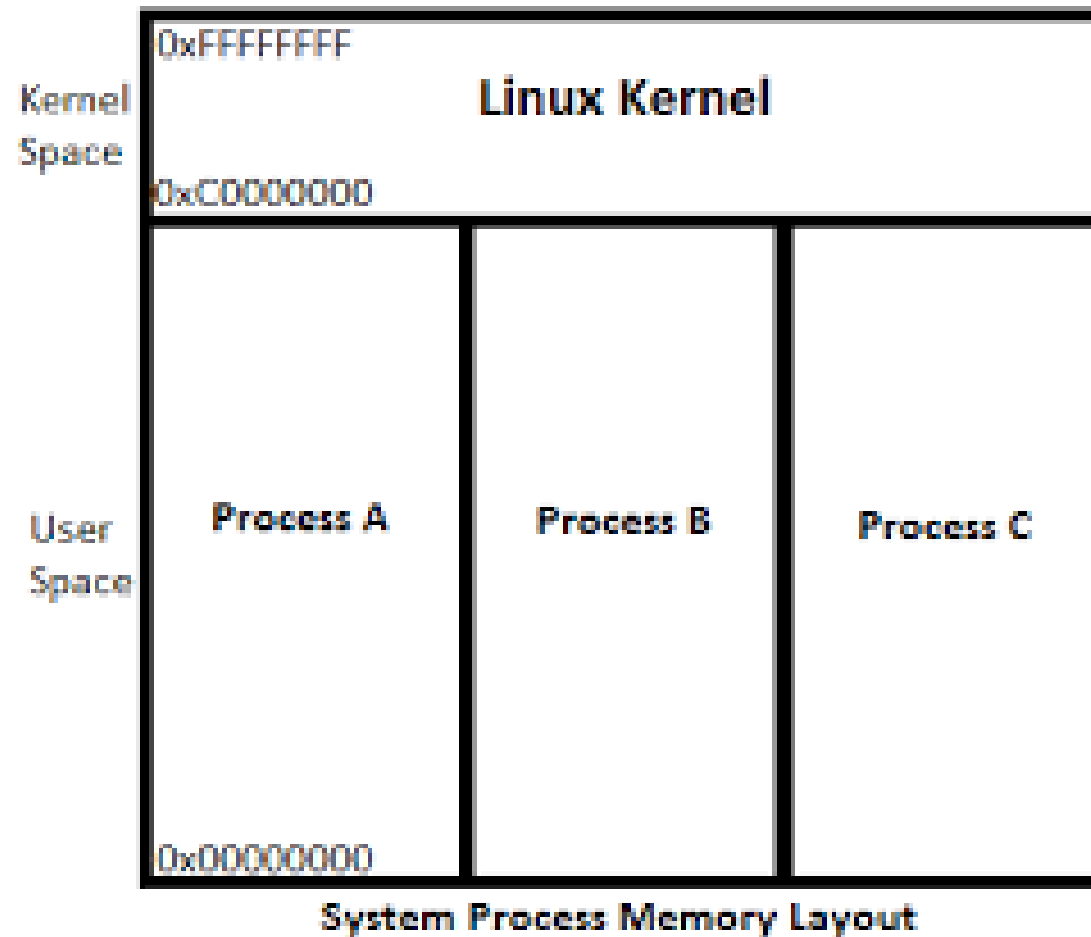 0xFFFFFFFF
Linux Kernel
Kernel
Space
0xC0000000
Process A
Process B
Process C
User
Space
0x00000000
System Process Memory Layout